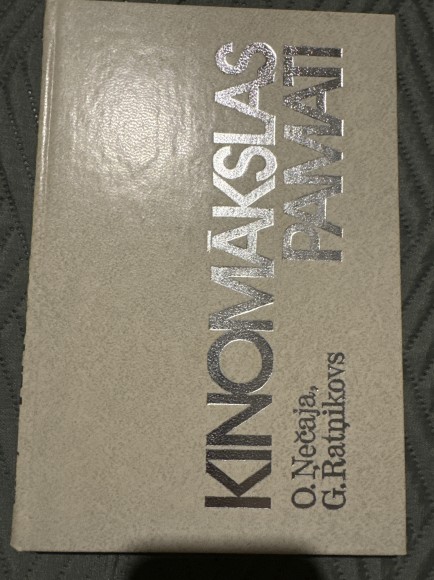 KINOMĀKSLAS
PAMATI
O. Ņečaja,
G. Ratņikovs